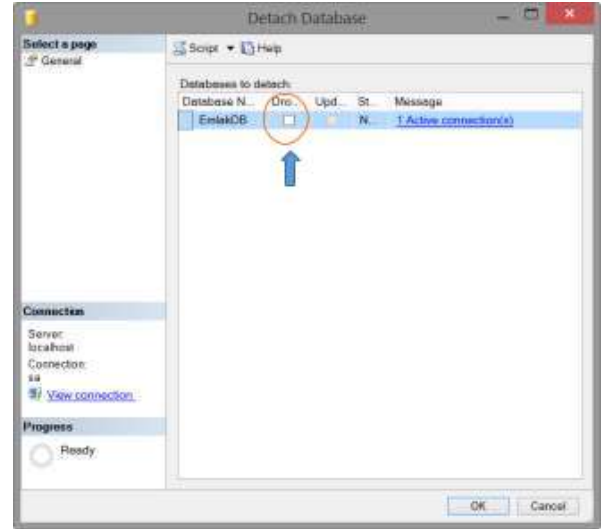 Detach Database
Select a page
General
Script Help
Databases to detach:
Database N... Dro... Upd... St... Message
EmlakDB N... 1 Active connection(s)
Connection
Server:
localhost
Connection:
sa
View connection
Progress
Ready
OK Cancel